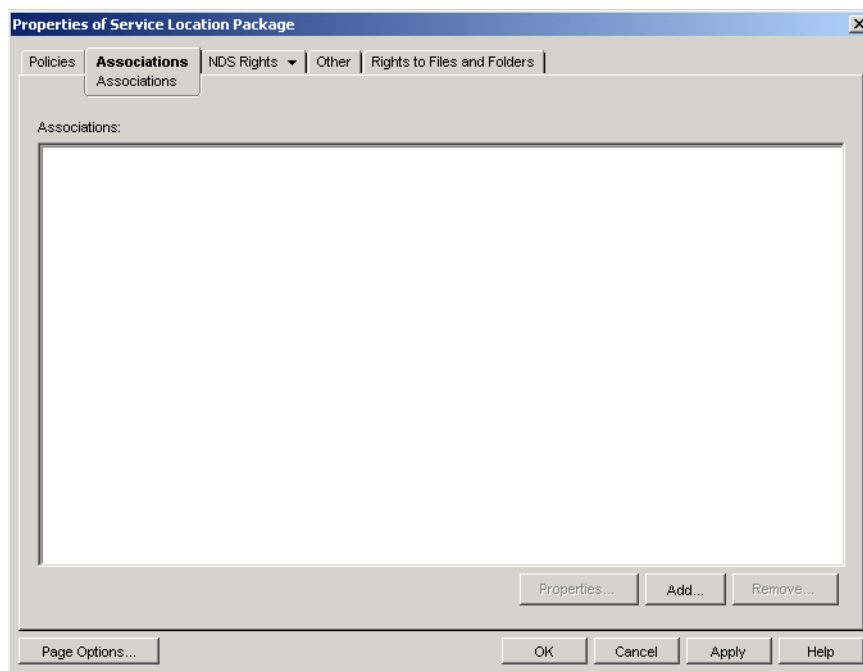 Properties of Service Location Package
Policies Associations NDS Rights Other Rights to Files and Folders
Associations
Associations:
Properties... Add... Remove...
Page Options... OK Cancel Apply Help